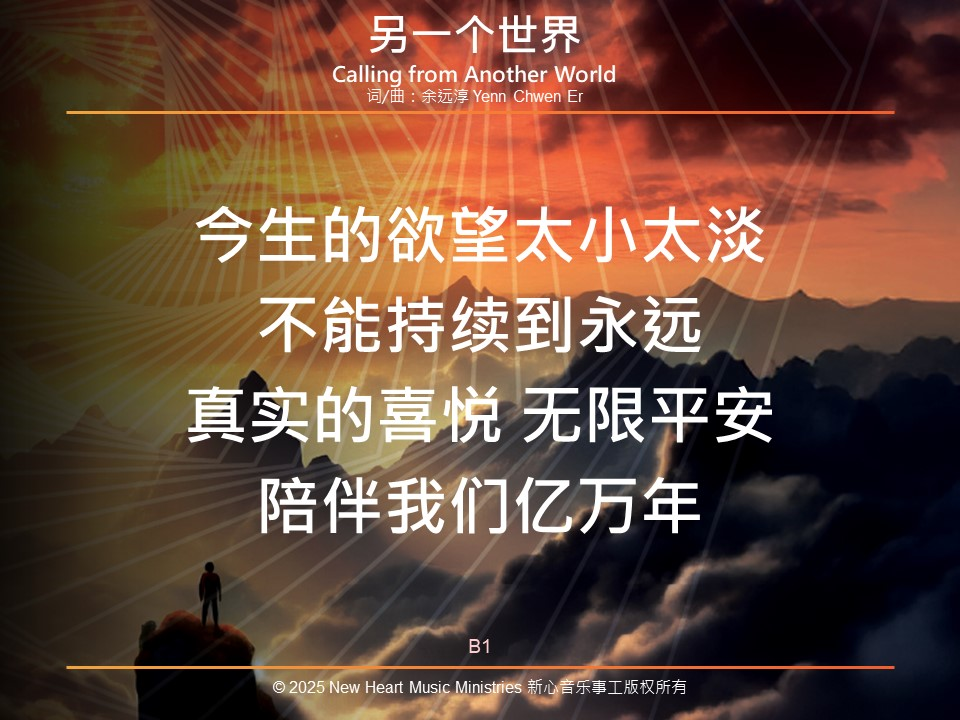 另一个世界
Calling from Another World
词/曲：余远淳 Yenn Chwen Er
今生的欲望太小太淡
不能持续到永远
真实的喜悦 无限平安
陪伴我们亿万年
B1
© 2025 New Heart Music Ministries 新心音乐事工版权所有